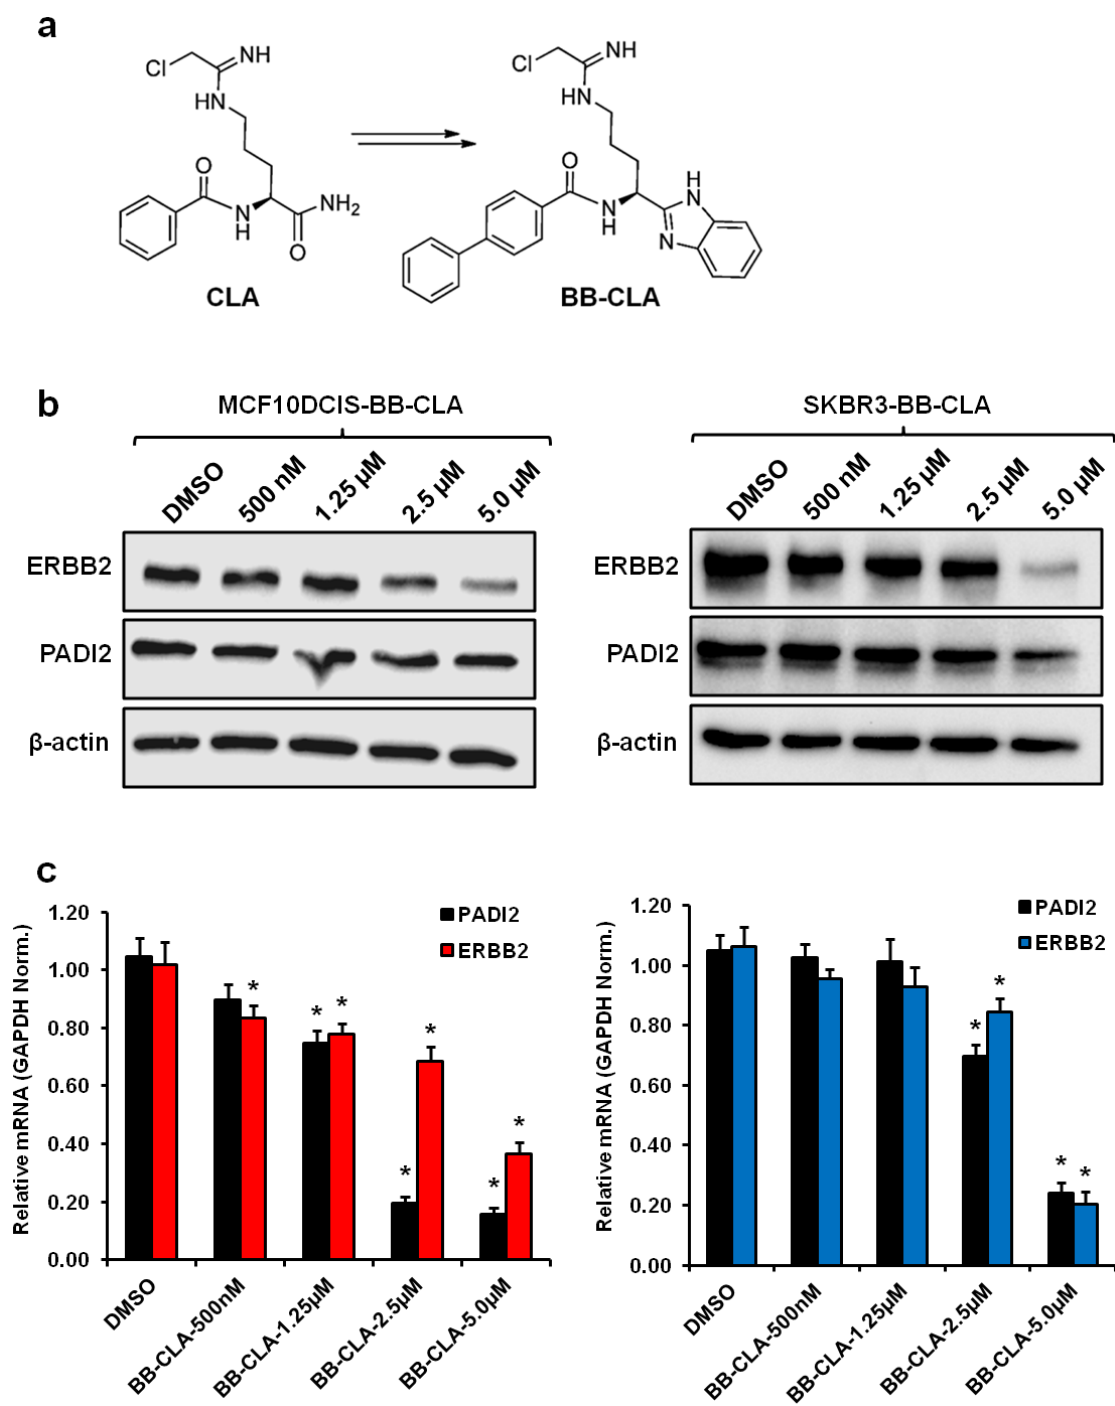 a
Cl
NH
HN
O
N
H
NH2
O
CLA
Cl
NH
HN
O
N
H
H
N
N
BB-CLA
b
MCF10DCIS-BB-CLA
DMSO
500 nM
1.25 µM
2.5 µM
5.0 µM
ERBB2
PADI2
β-actin
SKBR3-BB-CLA
DMSO
500 nM
1.25 µM
2.5 µM
5.0 µM
ERBB2
PADI2
β-actin
c
Relative mRNA (GAPDH Norm.)
1.20
1.00
0.80
0.60
0.40
0.20
0.00
PADI2
ERBB2
*
* *
*
*
*
*
DMSO
BB-CLA-500nM
BB-CLA-1.25µM
BB-CLA-2.5µM
BB-CLA-5.0µM
Relative mRNA (GAPDH Norm.)
1.20
1.00
0.80
0.60
0.40
0.20
0.00
PADI2
ERBB2
*
*
* *
DMSO
BB-CLA-500nM
BB-CLA-1.25µM
BB-CLA-2.5µM
BB-CLA-5.0µM